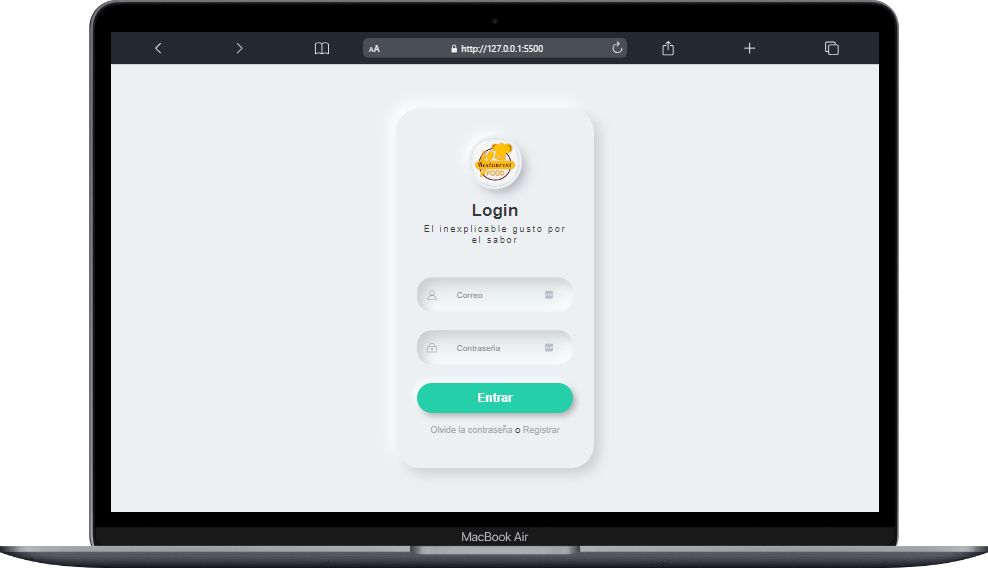 AA http://127.0.0.1:5500
Restaurant
FOOD
Login
El inexplicable gusto por
el sabor
Correo
Contraseña
Entrar
Olvide la contraseña o Registrar
MacBook Air